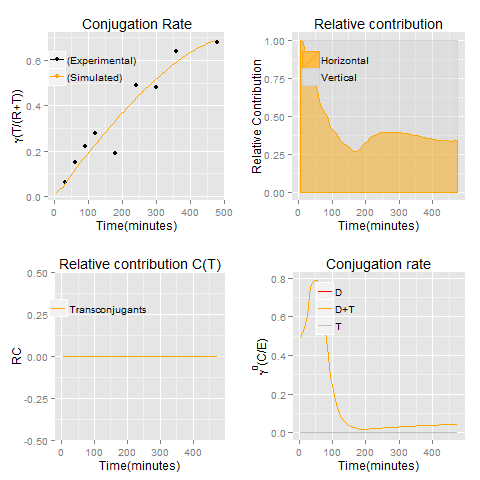 Conjugation Rate
γ(T/(R+T))
0.6
0.4
0.2
0.0
(Experimental)
(Simulated)
0 100 200 300 400 500
Time(minutes)
Relative contribution
Relative Contribution
1.00
0.75
0.50
0.25
0.00
Horizontal
Vertical
0 100 200 300 400
Time(minutes)
Relative contribution C(T)
RC
0.50
0.25
0.00
-0.25
-0.50
Transconjugants
0 100 200 300 400
Time(minutes)
Conjugation rate
γ⁰(C/E)
0.8
0.6
0.4
0.2
0.0
D
D+T
T
0 100 200 300 400
Time(minutes)